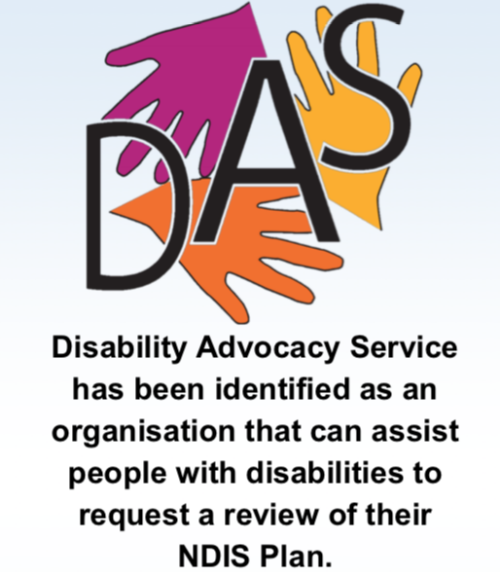 DAS
Disability Advocacy Service
has been identified as an
organisation that can assist
people with disabilities to
request a review of their
NDIS Plan.